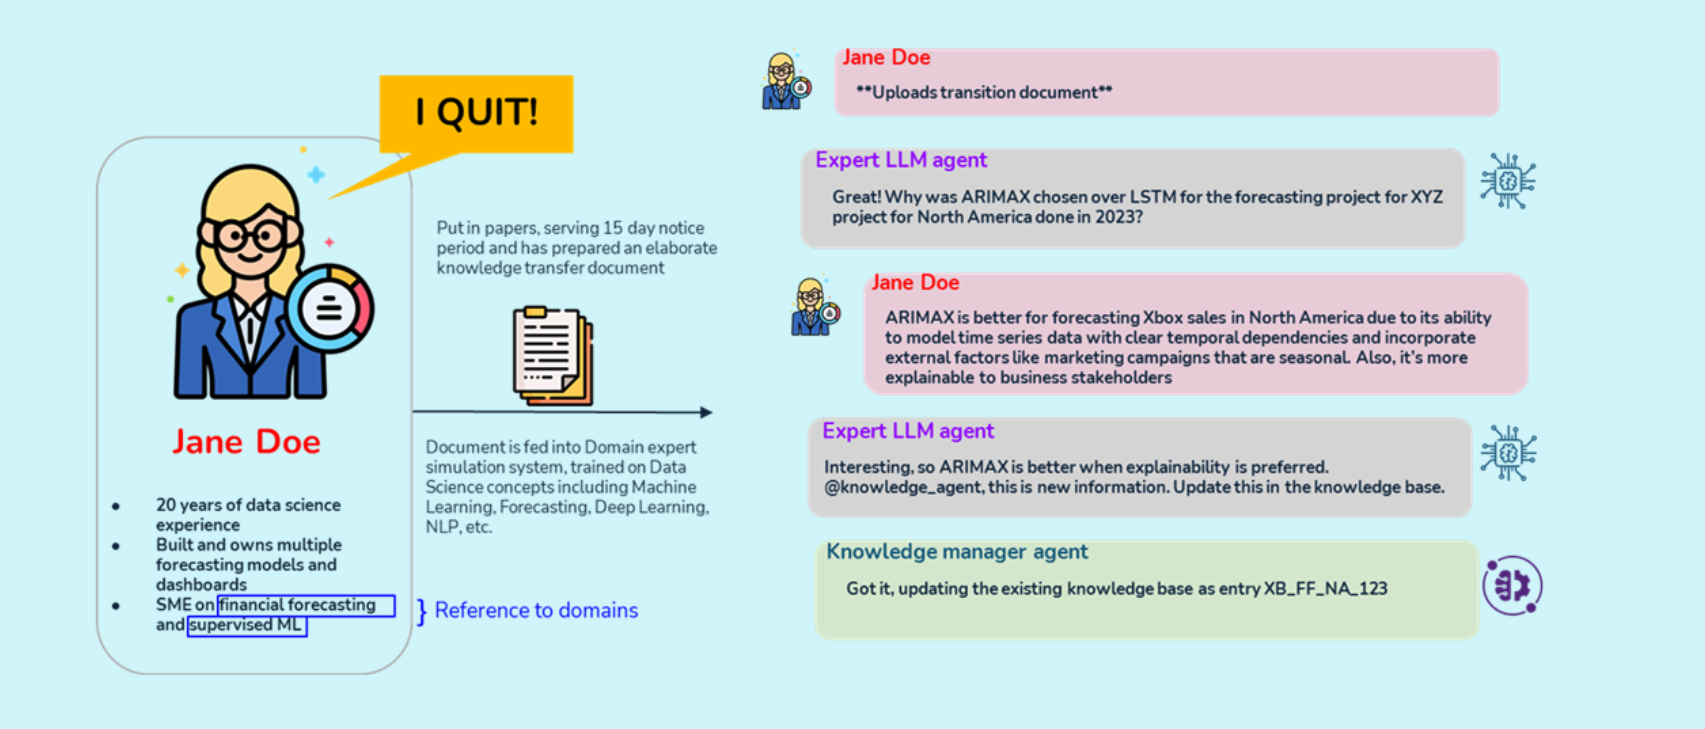 I QUIT!
Jane Doe
20 years of data science
experience
Built and owns multiple
forecasting models and
dashboards
SME on financial forecasting
and supervised ML
} Reference to domains
Put in papers, serving 15 day notice
period and has prepared an elaborate
knowledge transfer document
Document is fed into Domain expert
simulation system, trained on Data
Science concepts including Machine
Learning, Forecasting, Deep Learning,
NLP, etc.
Jane Doe
**Uploads transition document**
Expert LLM agent
Great! Why was ARIMAX chosen over LSTM for the forecasting project for XYZ
project for North America done in 2023?
Jane Doe
ARIMAX is better for forecasting Xbox sales in North America due to its ability
to model time series data with clear temporal dependencies and incorporate
external factors like marketing campaigns that are seasonal. Also, it's more
explainable to business stakeholders
Expert LLM agent
Interesting, so ARIMAX is better when explainability is preferred.
@knowledge_agent, this is new information. Update this in the knowledge base.
Knowledge manager agent
Got it, updating the existing knowledge base as entry XB_FF_NA_123